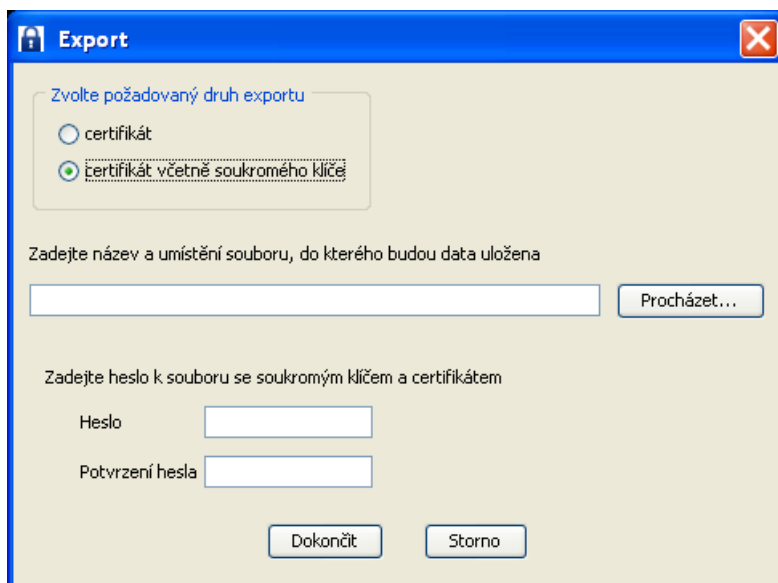 Export
Zvolte požadovaný druh exportu
certifikát
certifikát včetně soukromého klíče
Zadejte název a umístění souboru, do kterého budou data uložena
Procházet...
Zadejte heslo k souboru se soukromým klíčem a certifikátem
Heslo
Potvrzení hesla
Dokončit Storno